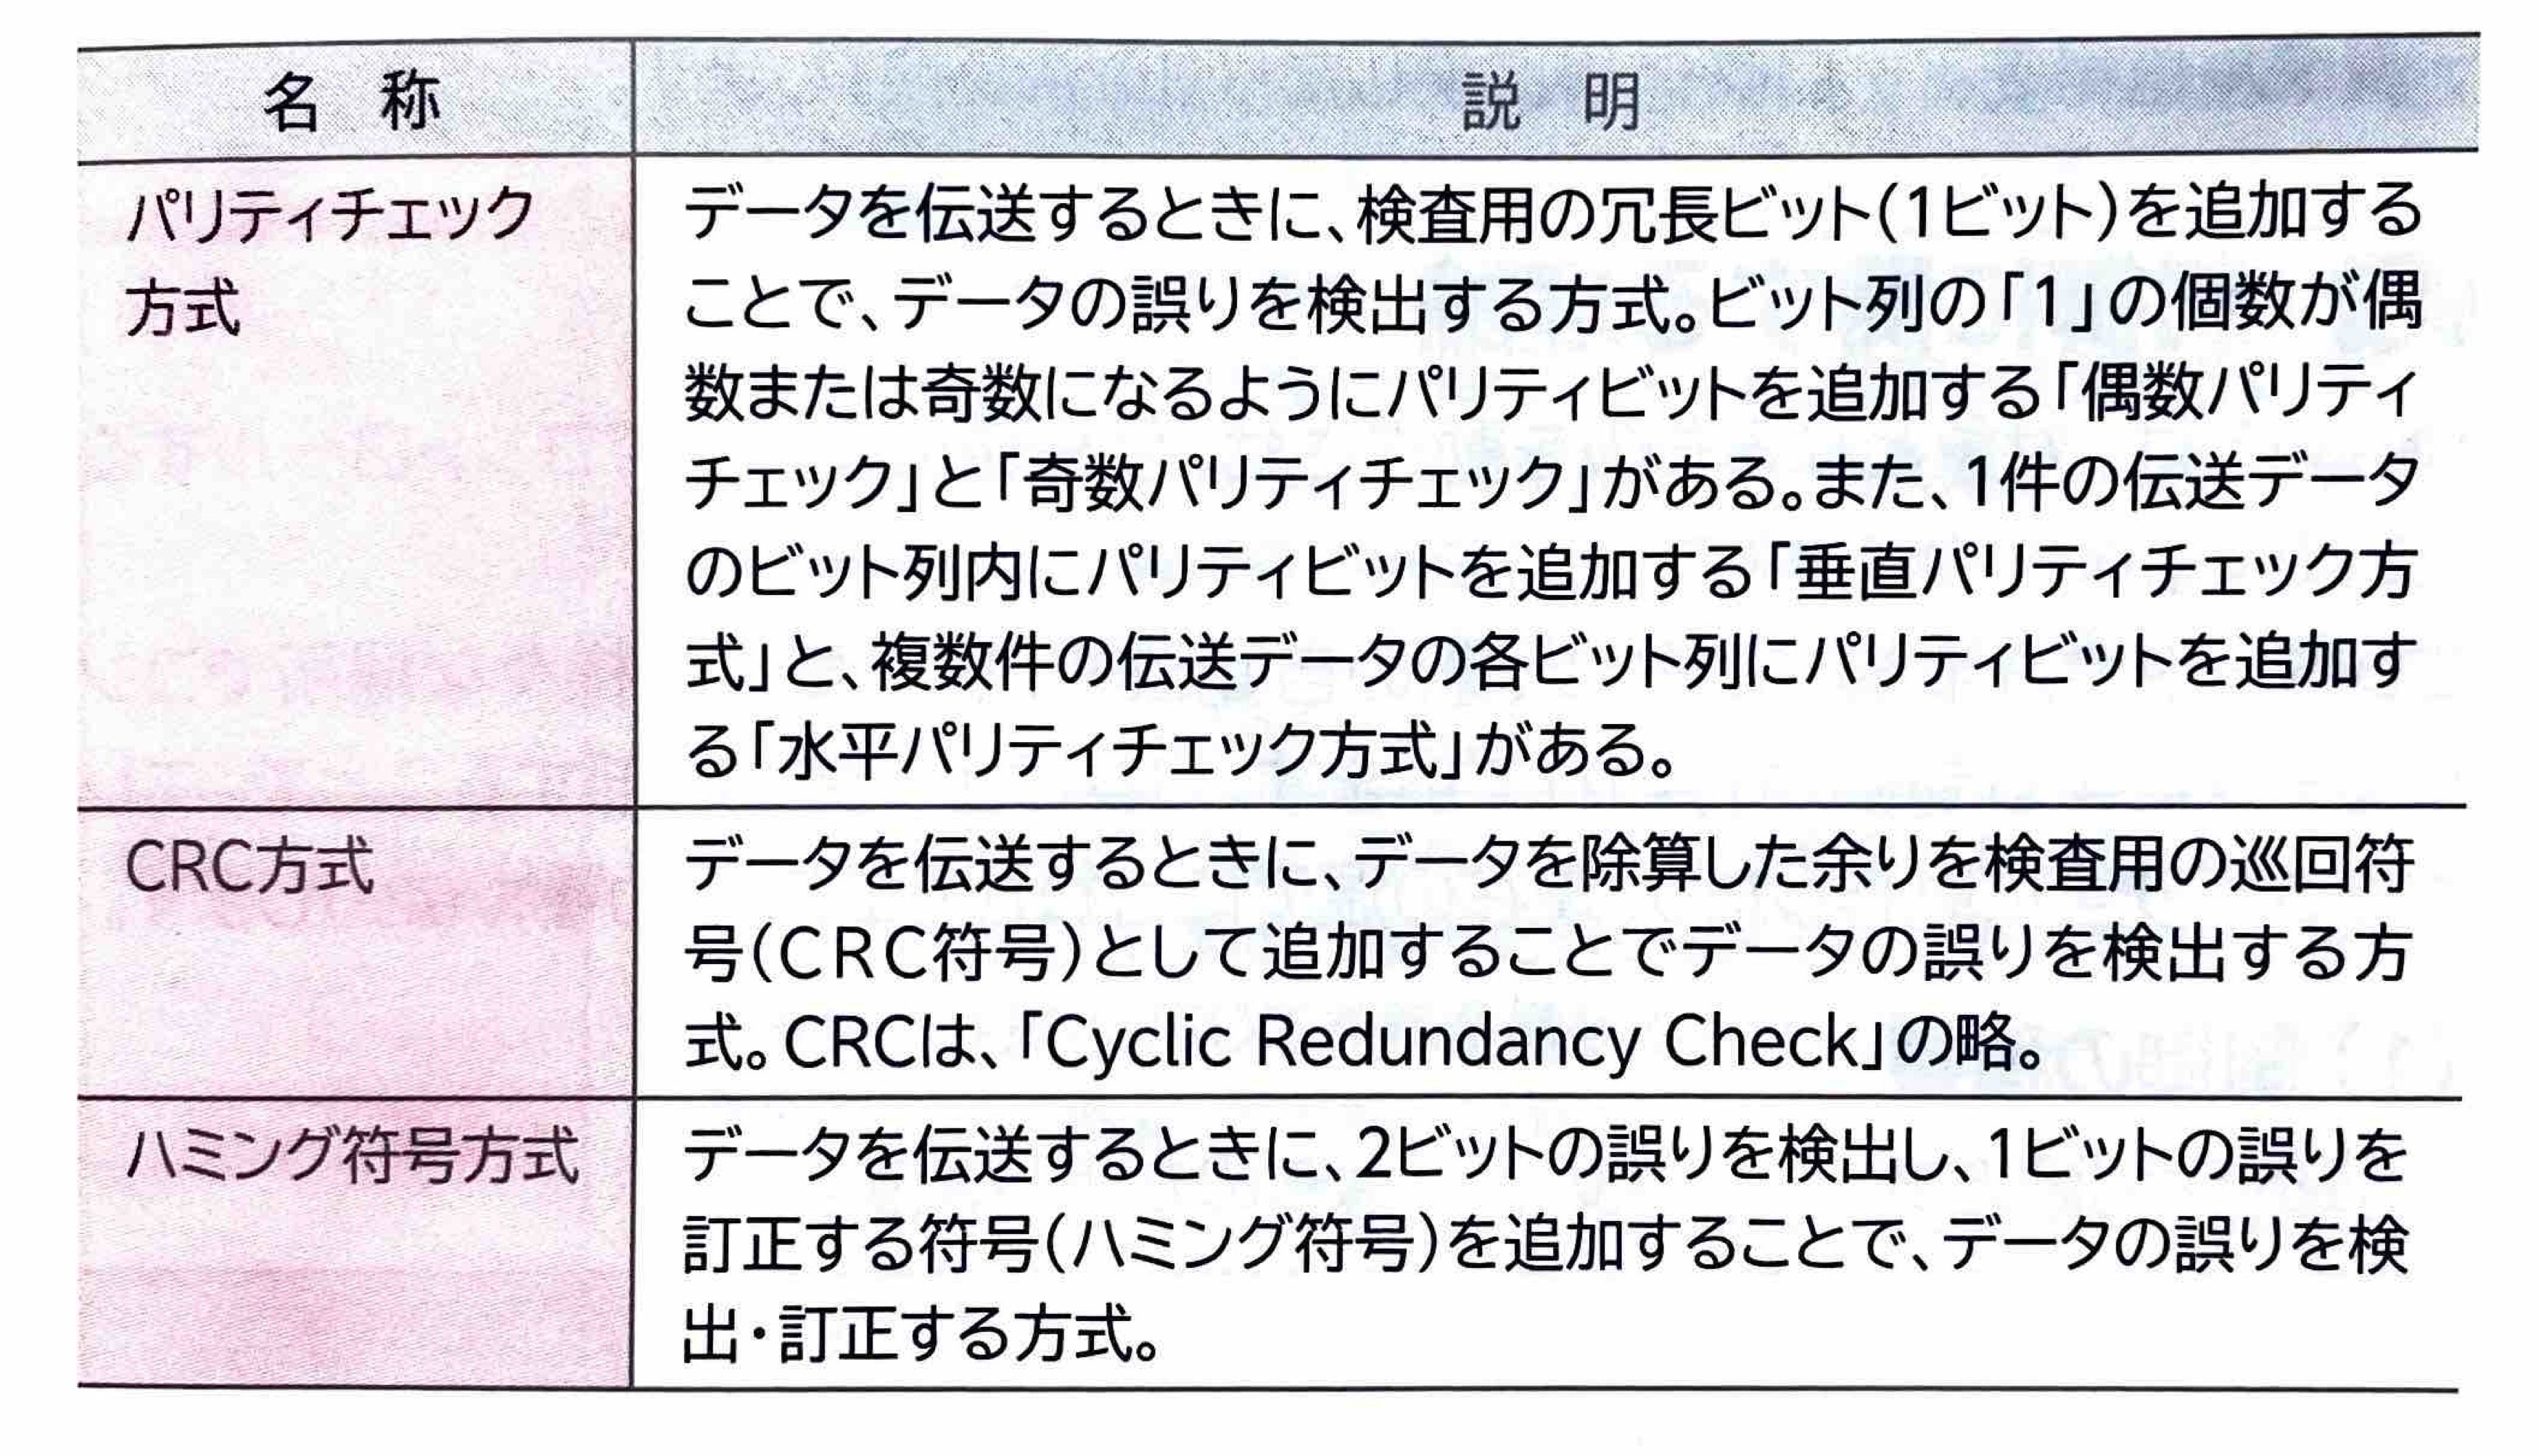 名 称
説 明
パリティチェック
方式
データを伝送するときに、検査用の冗長ビット(1ビット)を追加する
ことで、データの誤りを検出する方式。ビット列の「1」の個数が偶
数または奇数になるようにパリティビットを追加する「偶数パリティ
チェック」と「奇数パリティチェック」がある。また、1件の伝送データ
のビット列内にパリティビットを追加する「垂直パリティチェック方
式」と、複数件の伝送データの各ビット列にパリティビットを追加す
る「水平パリティチェック方式」がある。
CRC方式
データを伝送するときに、データを除算した余りを検査用の巡回符
号(CRC符号)として追加することでデータの誤りを検出する方
式。CRCは、「Cyclic Redundancy Check」の略。
ハミング符号方式
データを伝送するときに、2ビットの誤りを検出し、1ビットの誤りを
訂正する符号(ハミング符号)を追加することで、データの誤りを検
出・訂正する方式。